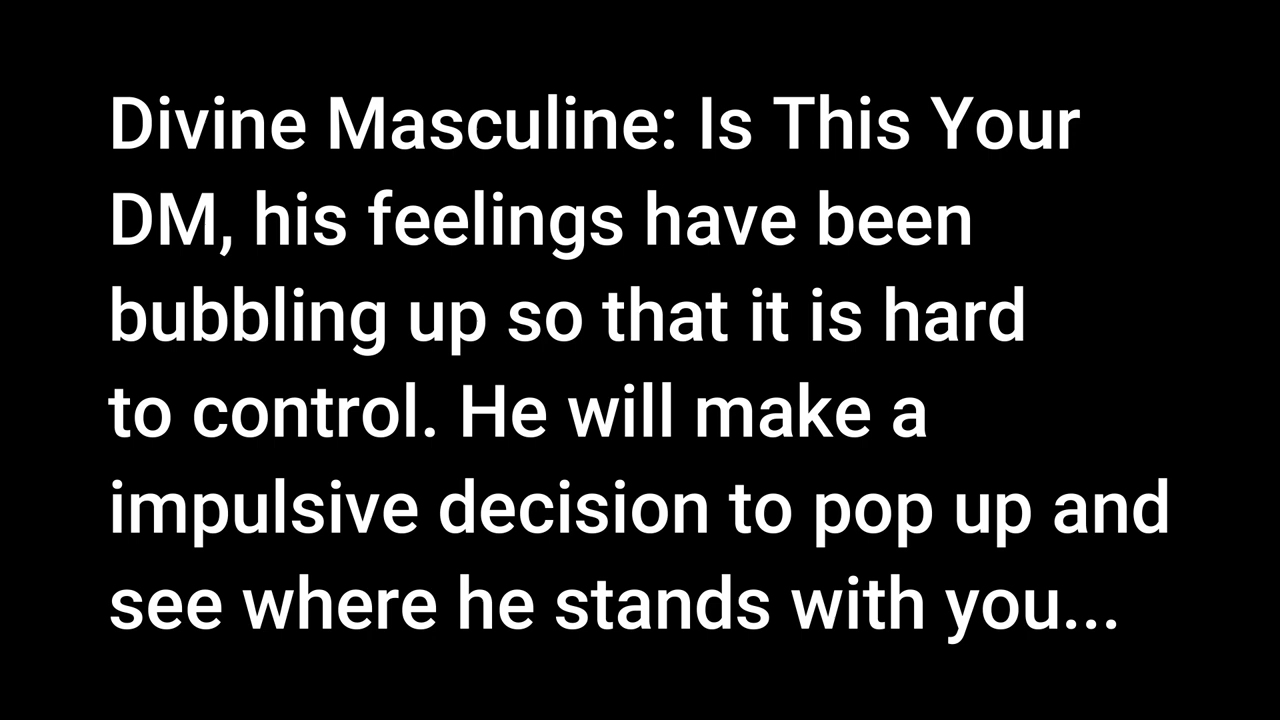 Divine Masculine: Is This Your
DM, his feelings have been
bubbling up so that it is hard
to control. He will make a
impulsive decision to pop up and
see where he stands with you...